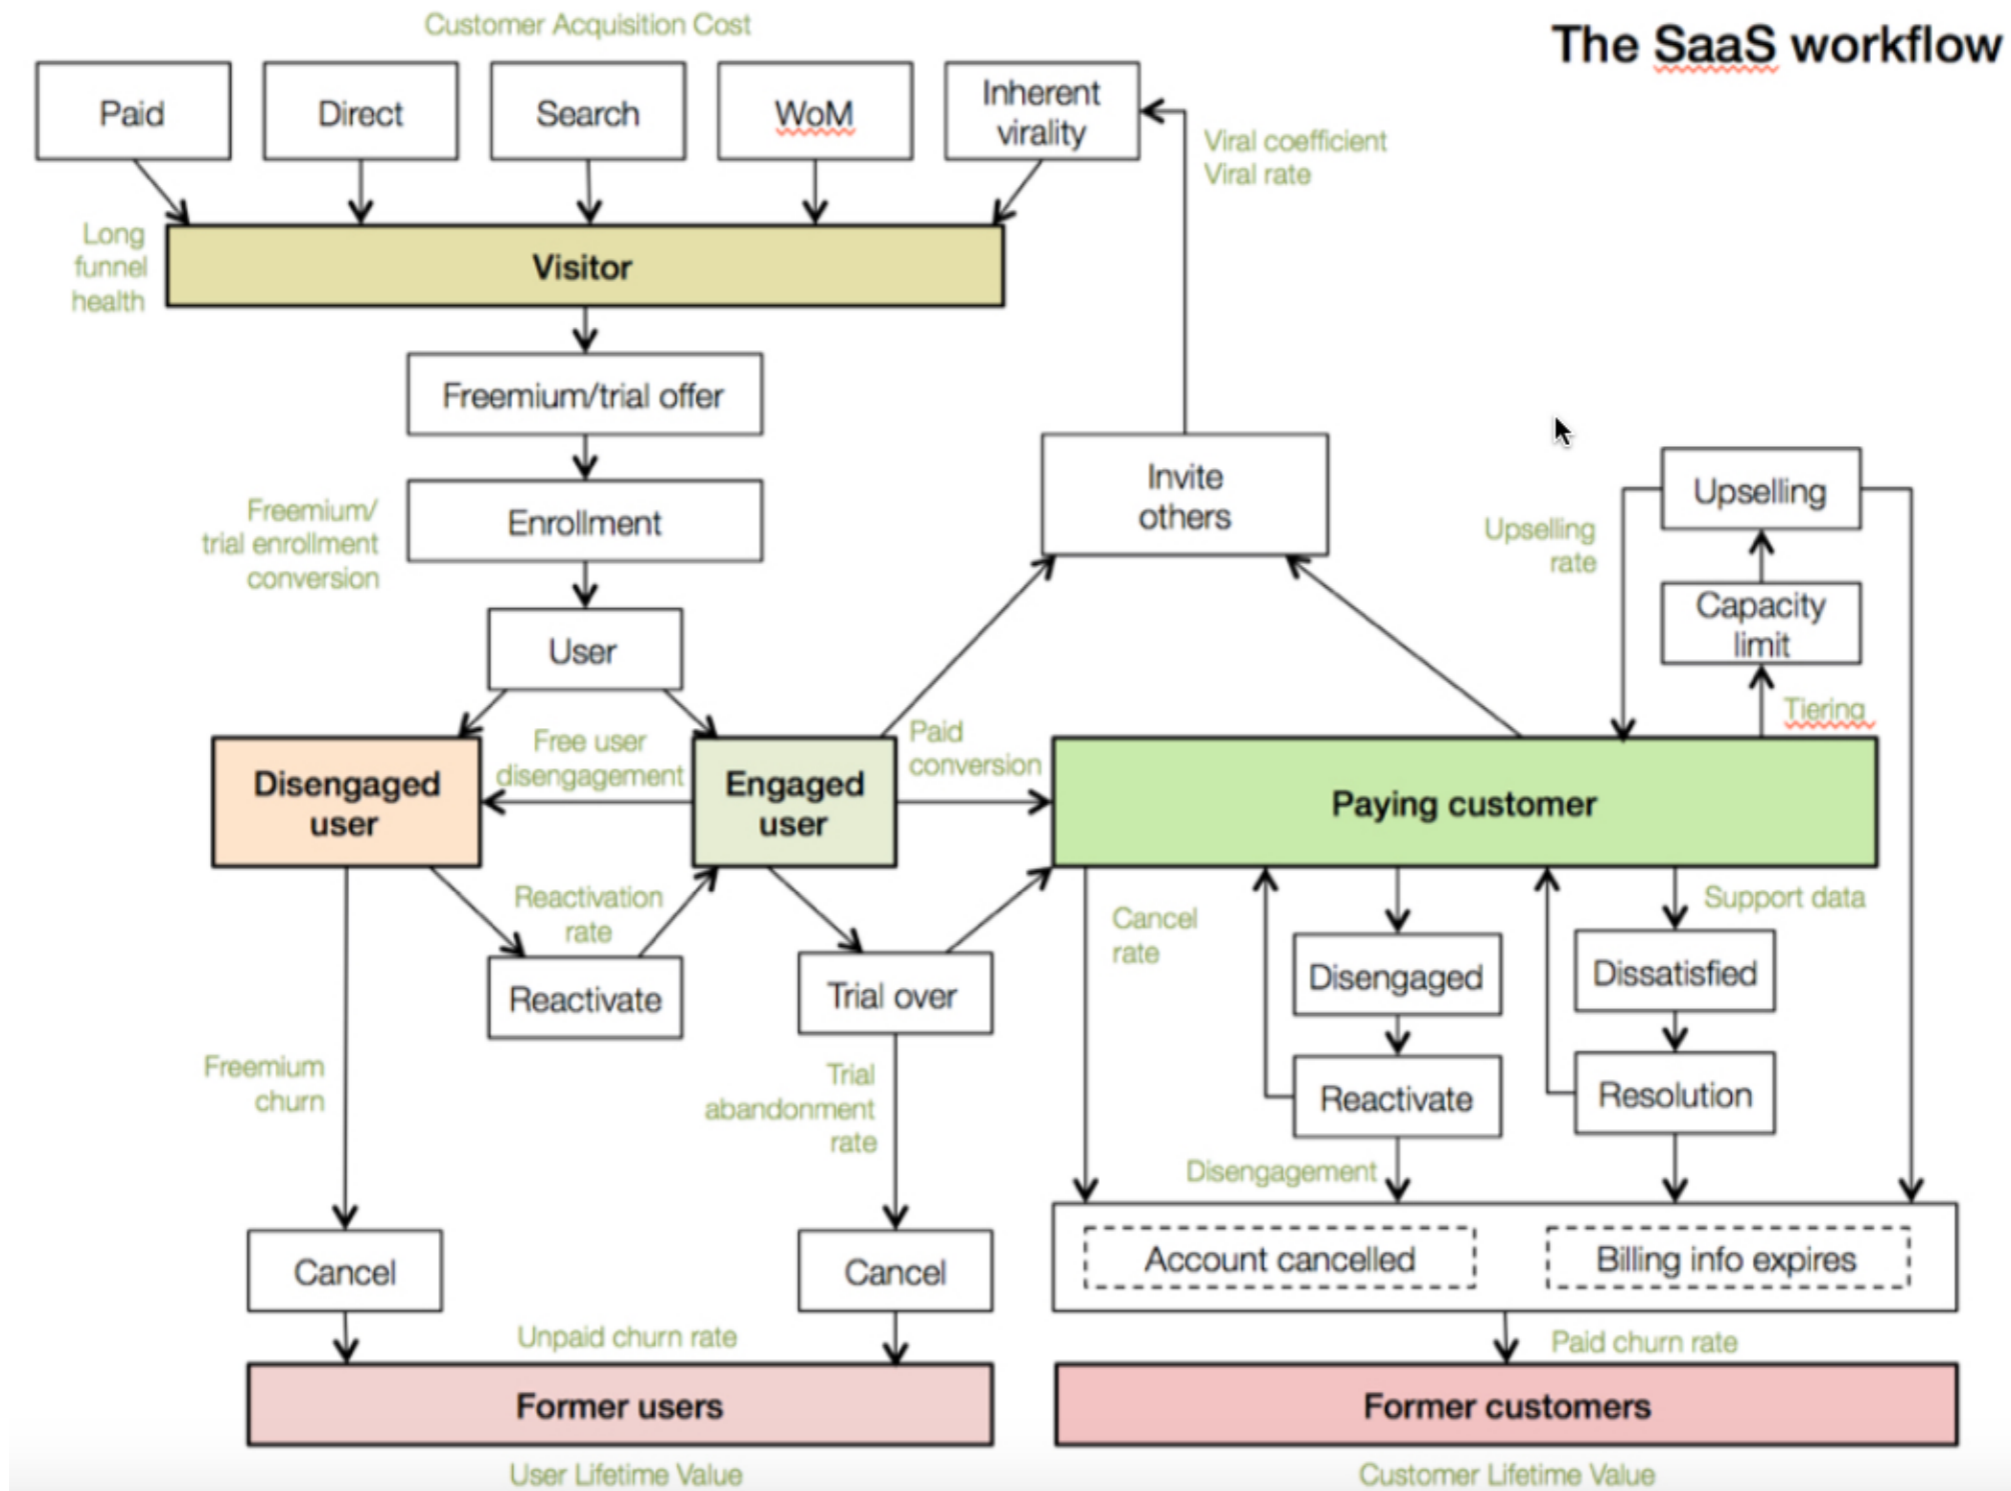 Customer Acquisition Cost
The SaaS workflow
Paid
Direct
Search
WoM
Inherent
virality
Viral coefficient
Viral rate
Long
funnel
health
Visitor
Freemium/trial offer
Freemium/
trial enrollment
conversion
Enrollment
Invite
others
Upselling
Upselling
rate
Capacity
limit
Tiering
User
Free user
disengagement
Paid
conversion
Disengaged
user
Engaged
user
Paying customer
Reactivation
rate
Cancel
rate
Support data
Reactivate
Trial over
Disengaged
Dissatisfied
Freemium
churn
Trial
abandonment
rate
Reactivate
Resolution
Disengagement
Cancel
Cancel
Account cancelled
Billing info expires
Unpaid churn rate
Paid churn rate
Former users
Former customers
User Lifetime Value
Customer Lifetime Value